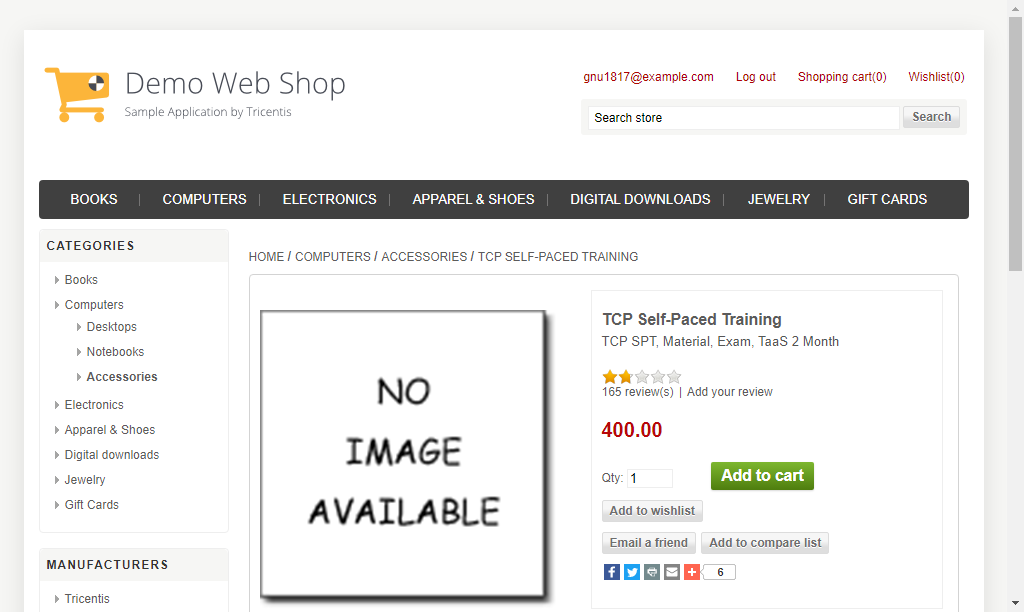 Demo Web Shop
Sample Application by Tricentis
gnu1817@example.com Log out Shopping cart(0) Wishlist(0)
Search store Search
BOOKS COMPUTERS ELECTRONICS APPAREL & SHOES DIGITAL DOWNLOADS JEWELRY GIFT CARDS
CATEGORIES
Books
Computers
Desktops
Notebooks
Accessories
Electronics
Apparel & Shoes
Digital downloads
Jewelry
Gift Cards
MANUFACTURERS
Tricentis
HOME / COMPUTERS / ACCESSORIES / TCP SELF-PACED TRAINING
NO
IMAGE
AVAILABLE
TCP Self-Paced Training
TCP SPT, Material, Exam, TaaS 2 Month
165 review(s) | Add your review
400.00
Qty: 1 Add to cart
Add to wishlist
Email a friend Add to compare list
6